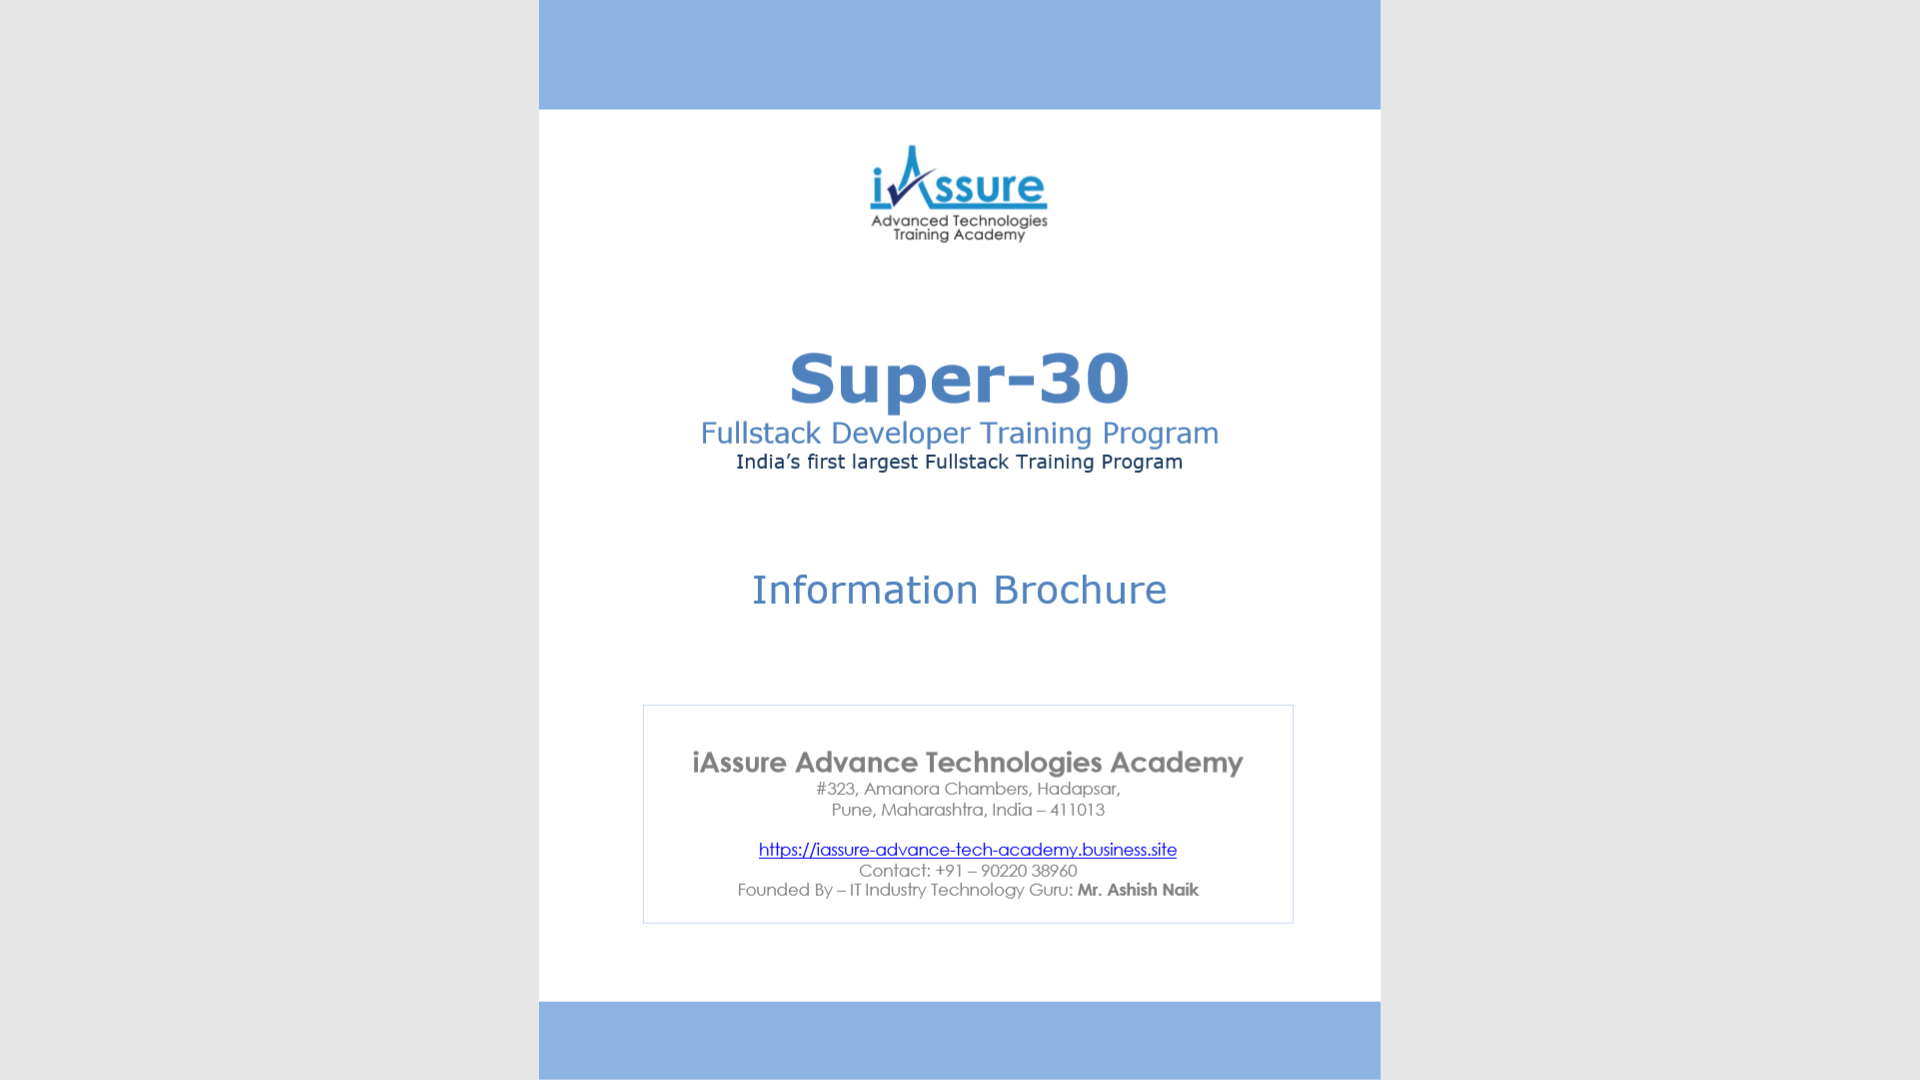 iAssure
Advanced Technologies
Training Academy
Super-30
Fullstack Developer Training Program
India’s first largest Fullstack Training Program
Information Brochure
iAssure Advance Technologies Academy
#323, Amanora Chambers, Hadapsar,
Pune, Maharashtra, India – 411013
https://iassure-advance-tech-academy.business.site
Contact: +91 – 90220 38960
Founded By – IT Industry Technology Guru: Mr. Ashish Naik